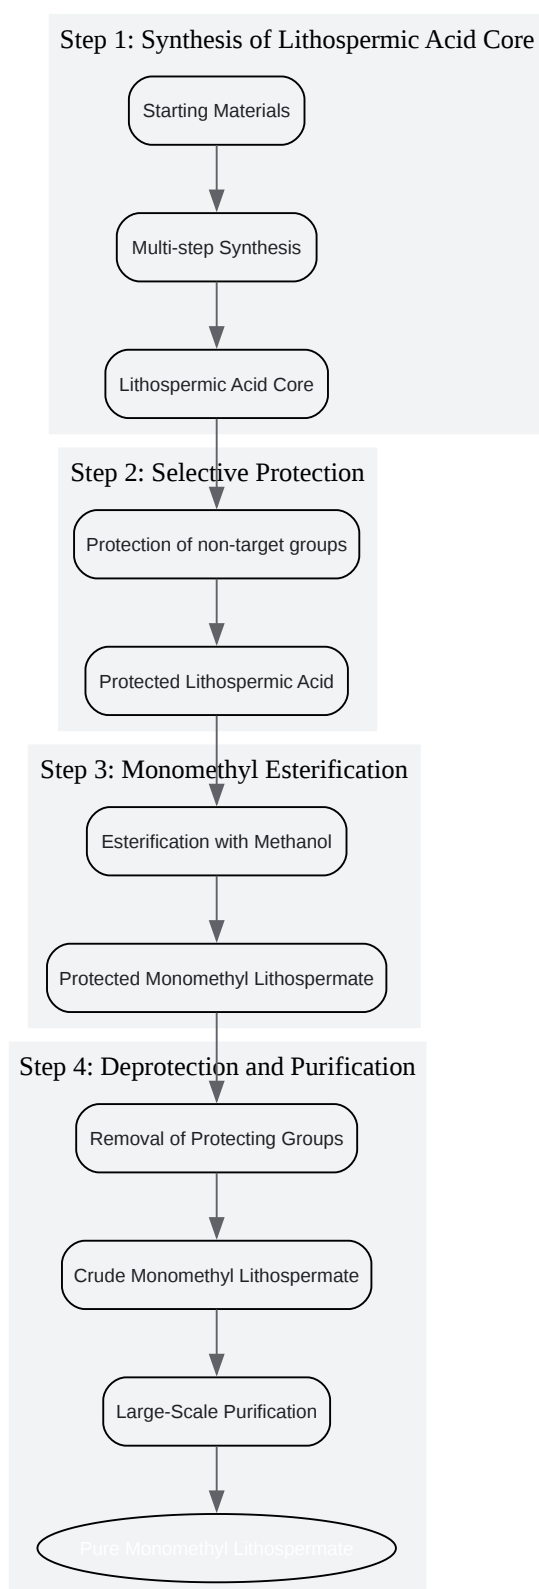 Step 1: Synthesis of Lithospermic Acid Core
Starting Materials
Multi-step Synthesis
Lithospermic Acid Core
Step 2: Selective Protection
Protection of non-target groups
Protected Lithospermic Acid
Step 3: Monomethyl Esterification
Esterification with Methanol
Protected Monomethyl Lithospermate
Step 4: Deprotection and Purification
Removal of Protecting Groups
Crude Monomethyl Lithospermate
Large-Scale Purification
Pure Monomethyl Lithospermate